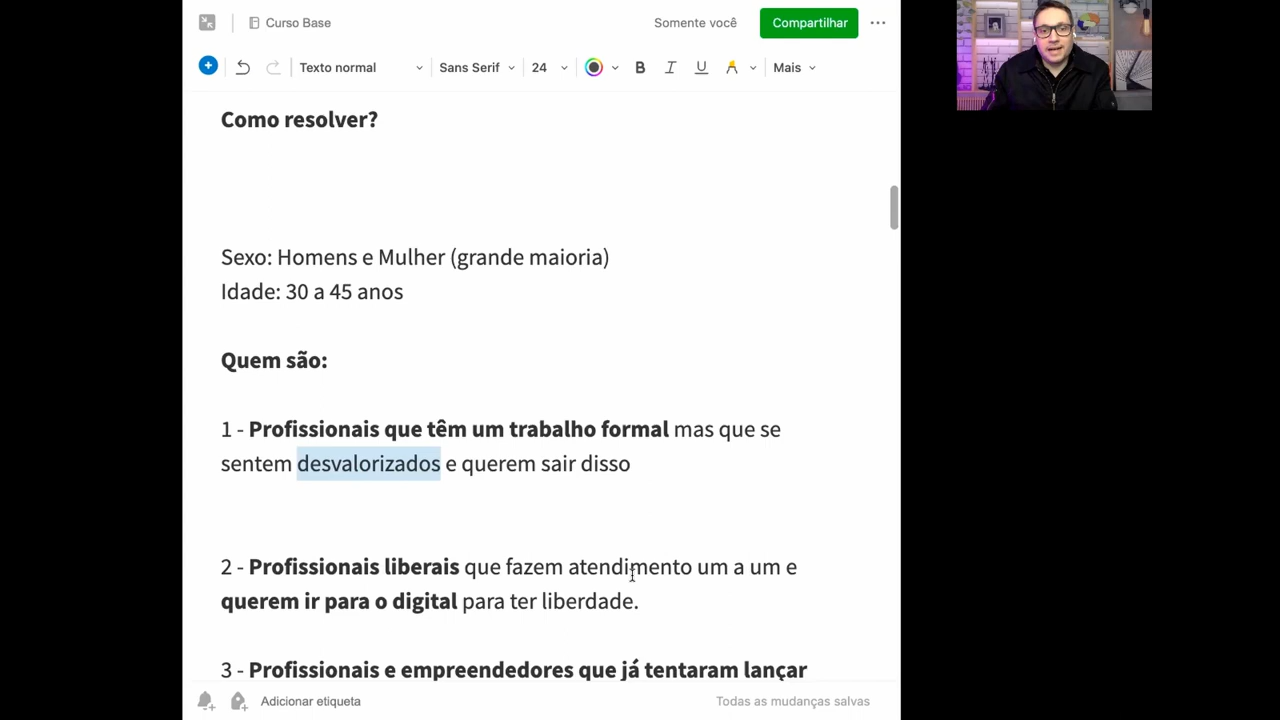 Curso Base
Somente você
Compartilhar
Texto normal
Sans Serif
24
B
I
U
A
Mais
Como resolver?
Sexo: Homens e Mulher (grande maioria)
Idade: 30 a 45 anos
Quem são:
1 - Profissionais que têm um trabalho formal mas que se
sentem desvalorizados e querem sair disso
2 - Profissionais liberais que fazem atendimento um a um e
querem ir para o digital para ter liberdade.
3 - Profissionais e empreendedores que já tentaram lançar
Adicionar etiqueta
Todas as mudanças salvas